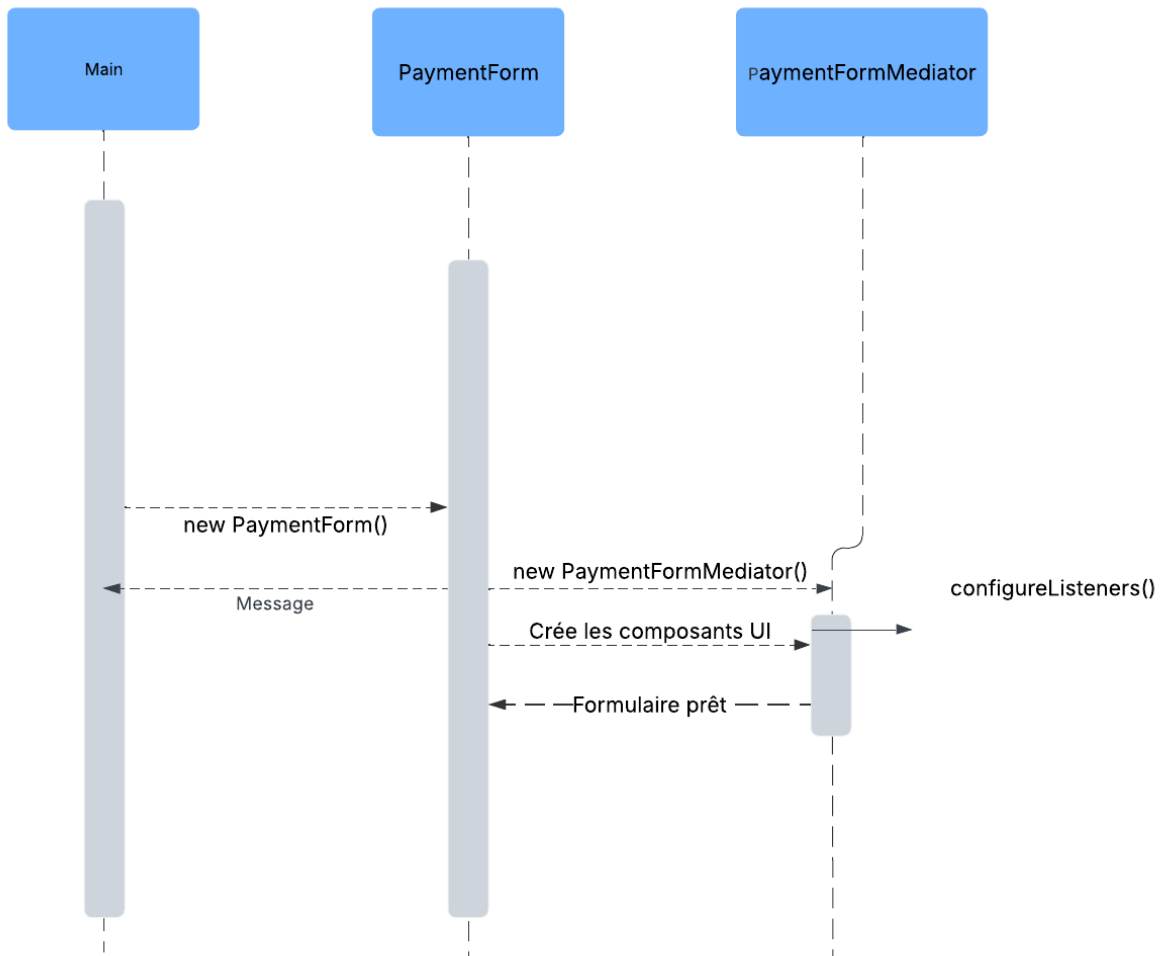 Main
PaymentForm
PaymentFormMediator
new PaymentForm()
new PaymentFormMediator()
configureListeners()
Message
Crée les composants UI
Formulaire prêt